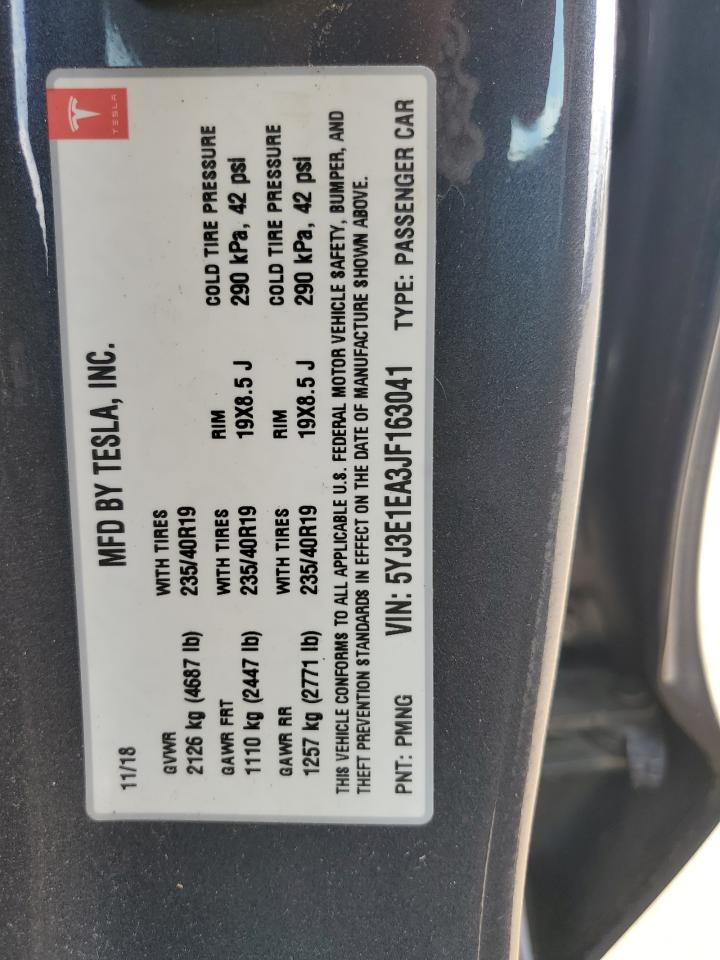 TESLA
MFD BY TESLA, INC.
11/18
GVWR WITH TIRES
2126 kg (4687 lb) 235/40R19
GAWR FRT WITH TIRES RIM COLD TIRE PRESSURE
1110 kg (2447 lb) 235/40R19 19X8.5 J 290 kPa, 42 psi
GAWR RR WITH TIRES RIM COLD TIRE PRESSURE
1257 kg (2771 lb) 235/40R19 19X8.5 J 290 kPa, 42 psi
THIS VEHICLE CONFORMS TO ALL APPLICABLE U.S. FEDERAL MOTOR VEHICLE SAFETY, BUMPER, AND
THEFT PREVENTION STANDARDS IN EFFECT ON THE DATE OF MANUFACTURE SHOWN ABOVE.
PNT: PMNG VIN: 5YJ3E1EA3JF163041 TYPE: PASSENGER CAR